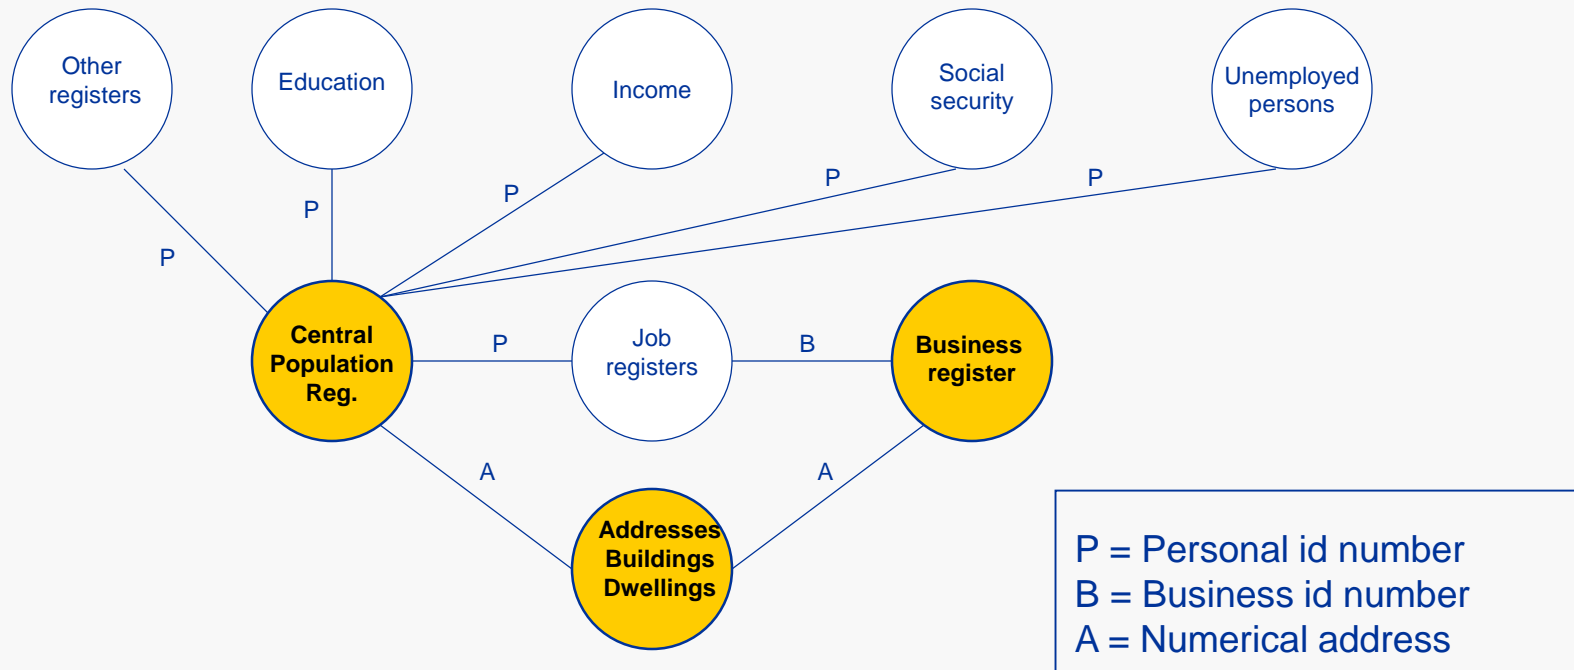 Other
registers
Education
Income
Social
security
Unemployed
persons
P
P
P
P
P
Central
Population
Reg.
P
Job
registers
B
Business
register
A
A
Addresses
Buildings
Dwellings
P = Personal id number
B = Business id number
A = Numerical address